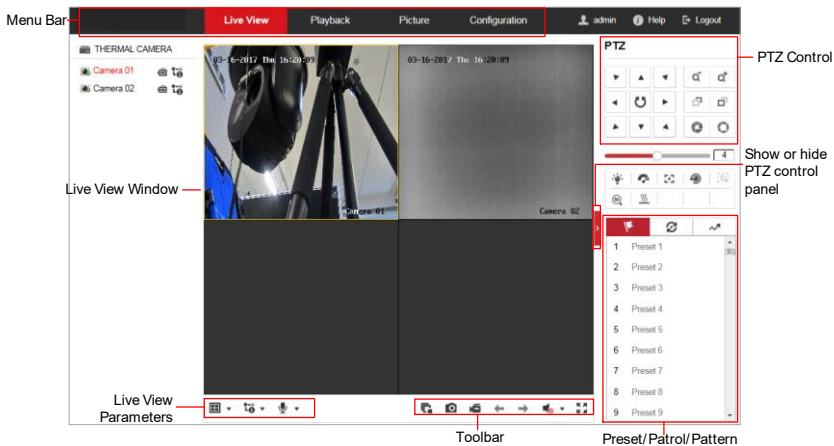 Menu Bar
Live View
Playback
Picture
Configuration
admin
Help
Logout
THERMAL CAMERA
Camera 01
Camera 02
03-16-2017 Thu 16:20:09
Camera 01
03-16-2017 Thu 16:20:09
Camera 02
PTZ
PTZ Control
4
Show or hide
PTZ control
panel
Live View Window
1 Preset 1
2 Preset 2
3 Preset 3
4 Preset 4
5 Preset 5
6 Preset 6
7 Preset 7
8 Preset 8
9 Preset 9
Live View
Parameters
Toolbar
Preset/Patrol/Pattern